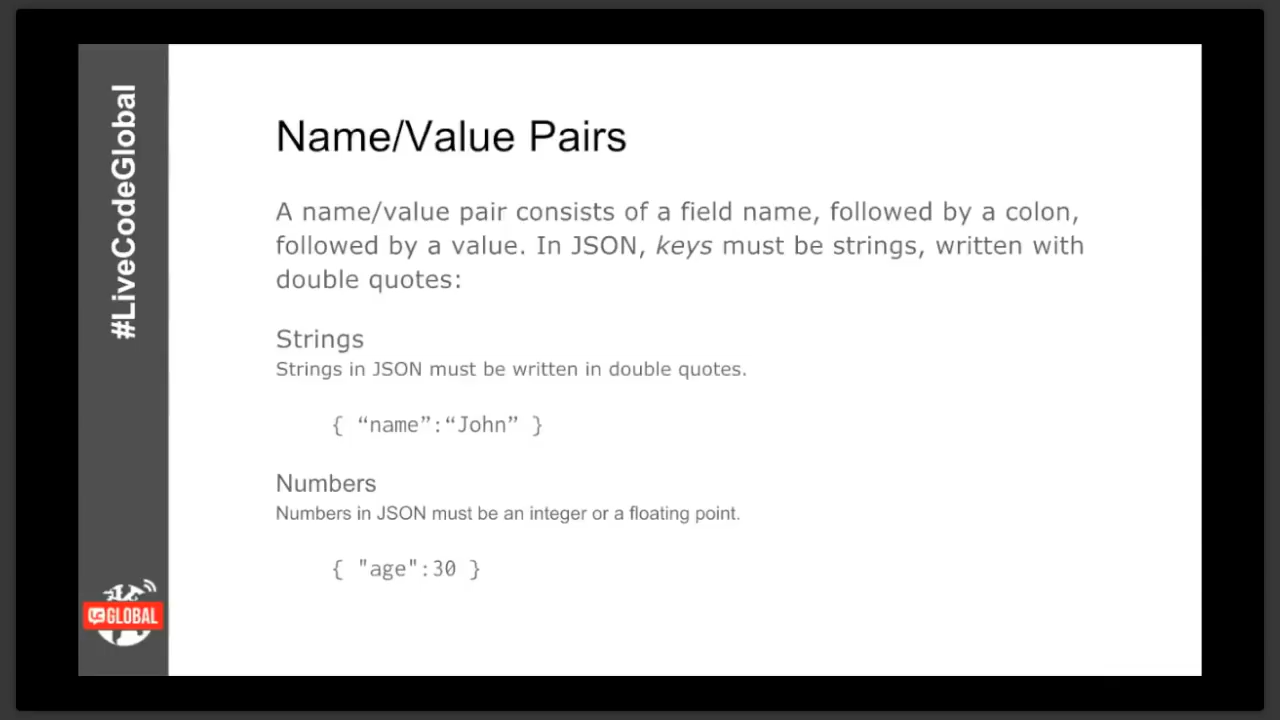 #LiveCodeGlobal
Name/Value Pairs
A name/value pair consists of a field name, followed by a colon,
followed by a value. In JSON, keys must be strings, written with
double quotes:
Strings
Strings in JSON must be written in double quotes.
{ “name”:“John” }
Numbers
Numbers in JSON must be an integer or a floating point.
{ "age":30 }
GLOBAL